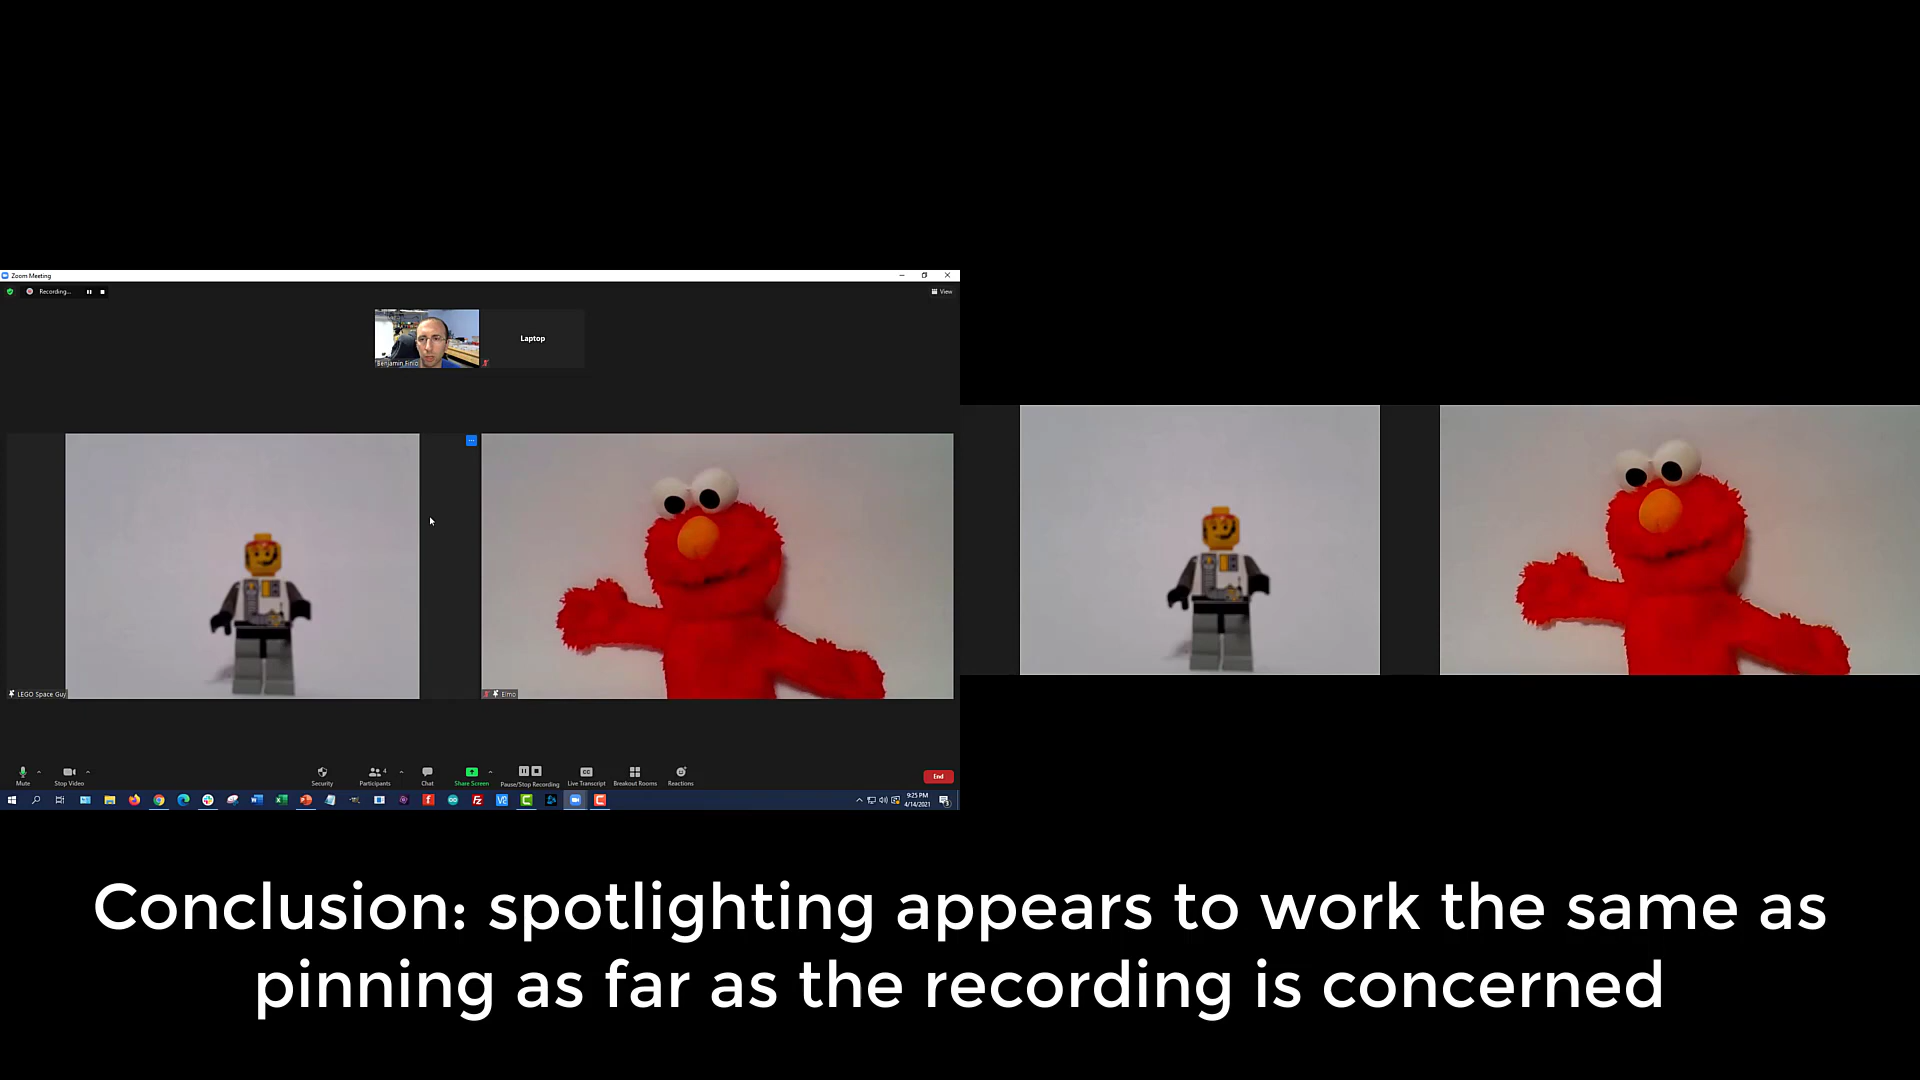 Zoom Meeting
Recording...
View
Laptop
Benjamin Finio
LEGO Space Guy
Elmo
Mute
Stop Video
Security
Participants
4
Chat
Share Screen
Pause/Stop Recording
Live Transcript
Breakout Rooms
Reactions
End
9:25 PM
4/14/2021
Conclusion: spotlighting appears to work the same as
pinning as far as the recording is concerned